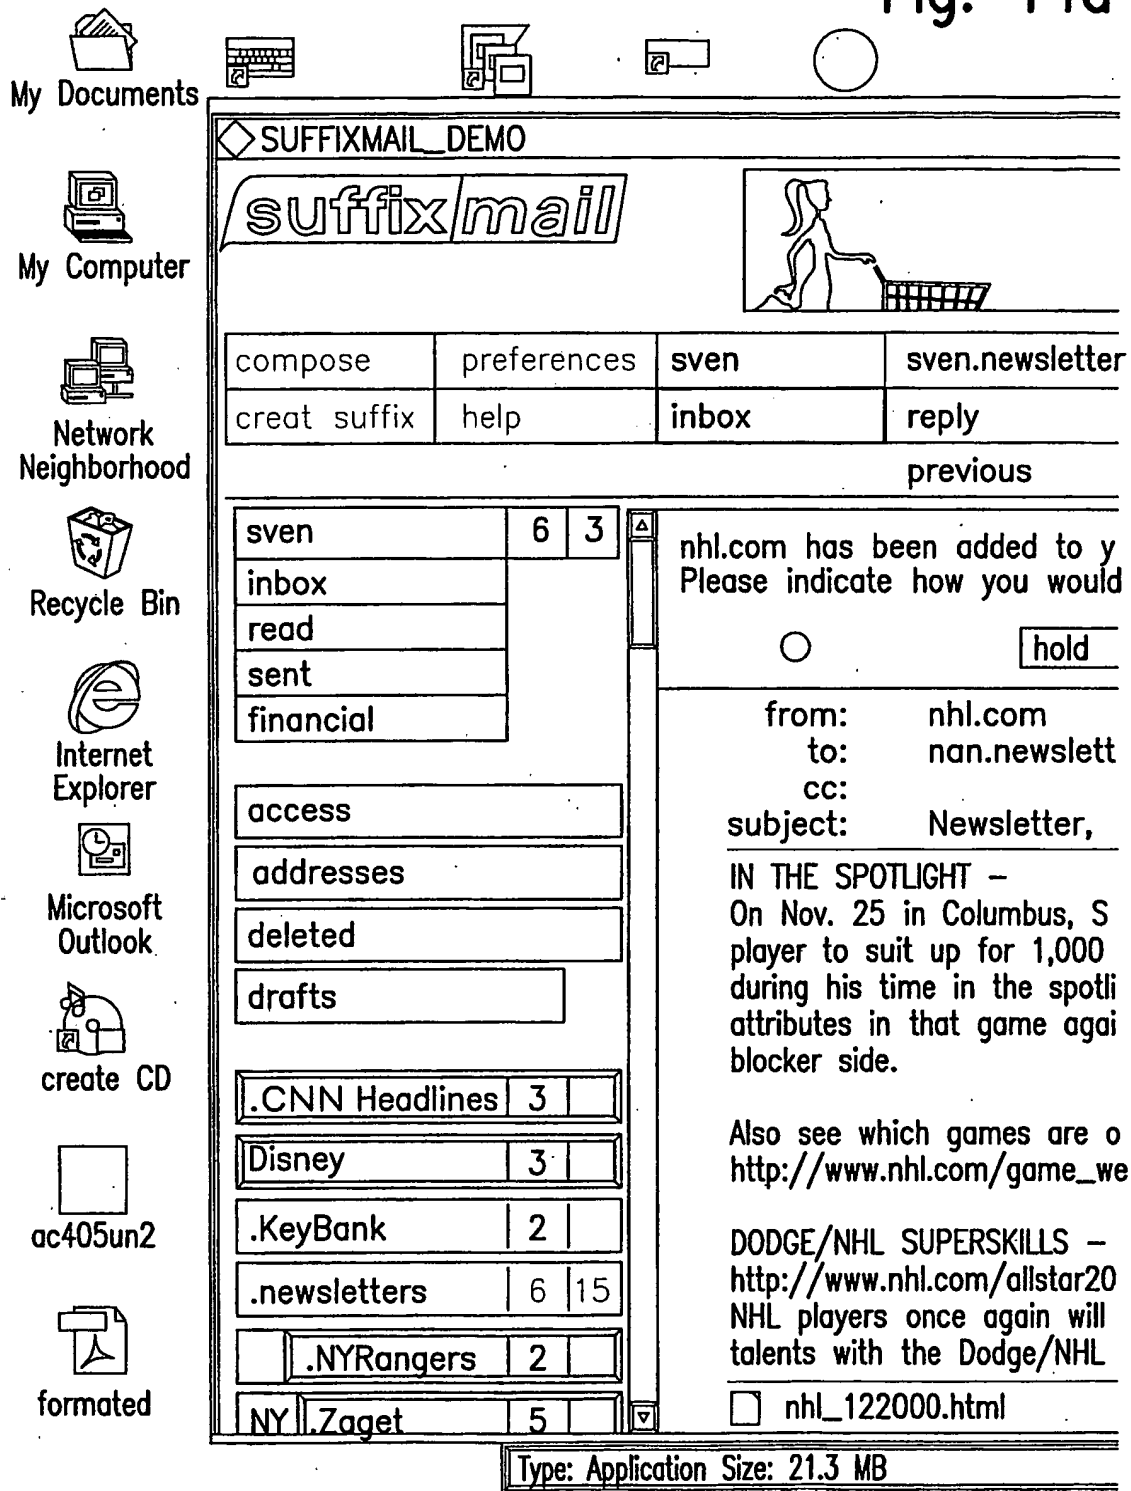 My Documents
My Computer
Network
Neighborhood
Recycle Bin
Internet
Explorer
Microsoft
Outlook
create CD
ac405un2
formated
SUFFIXMAIL_DEMO
suffix mail
compose preferences sven sven.newsletter
creat suffix help inbox reply
previous
sven 6 3
inbox
read
sent
financial
access
addresses
deleted
drafts
.CNN Headlines 3
Disney 3
.KeyBank 2
.newsletters 6 15
.NYRangers 2
NY .Zaget 5
nhl.com has been added to y
Please indicate how you would
hold
from: nhl.com
to: nan.newslett
cc:
subject: Newsletter,
IN THE SPOTLIGHT –
On Nov. 25 in Columbus, S
player to suit up for 1,000
during his time in the spotli
attributes in that game agai
blocker side.
Also see which games are o
http://www.nhl.com/game_we
DODGE/NHL SUPERSKILLS –
http://www.nhl.com/allstar20
NHL players once again will
talents with the Dodge/NHL
nhl_122000.html
Type: Application Size: 21.3 MB